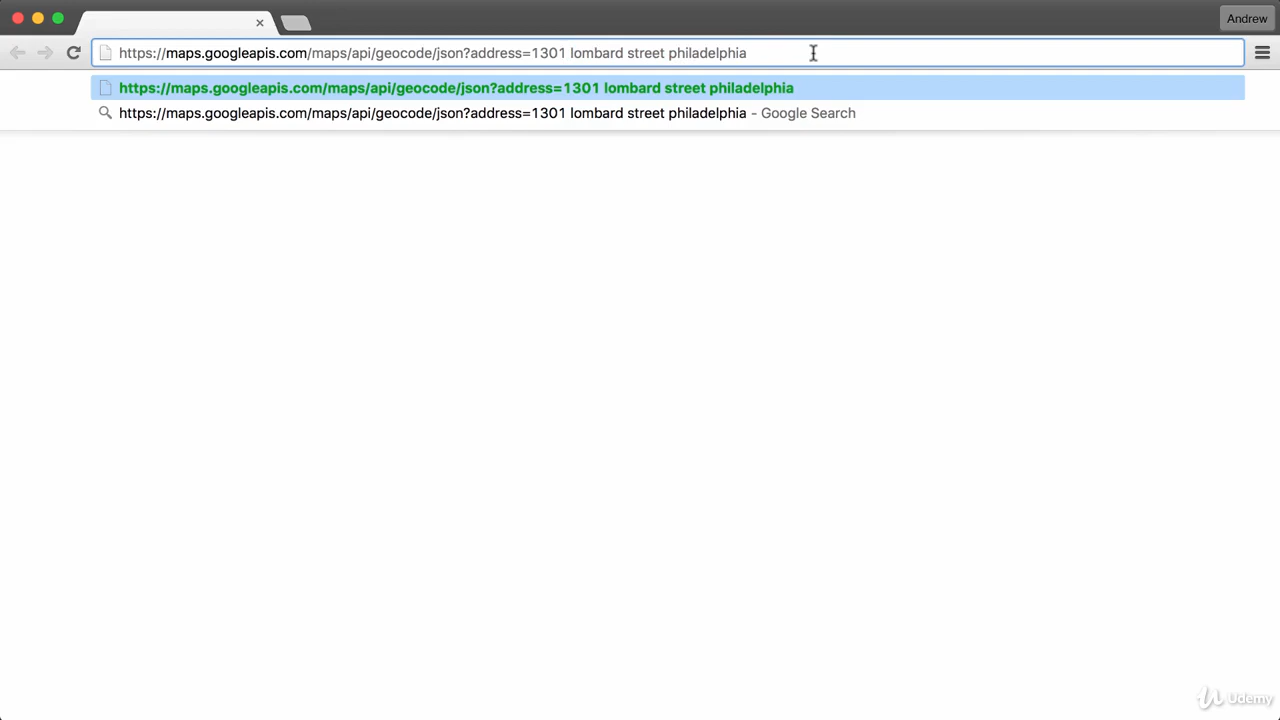 Andrew
https://maps.googleapis.com/maps/api/geocode/json?address=1301 lombard street philadelphia
https://maps.googleapis.com/maps/api/geocode/json?address=1301 lombard street philadelphia
https://maps.googleapis.com/maps/api/geocode/json?address=1301 lombard street philadelphia - Google Search
Udemy